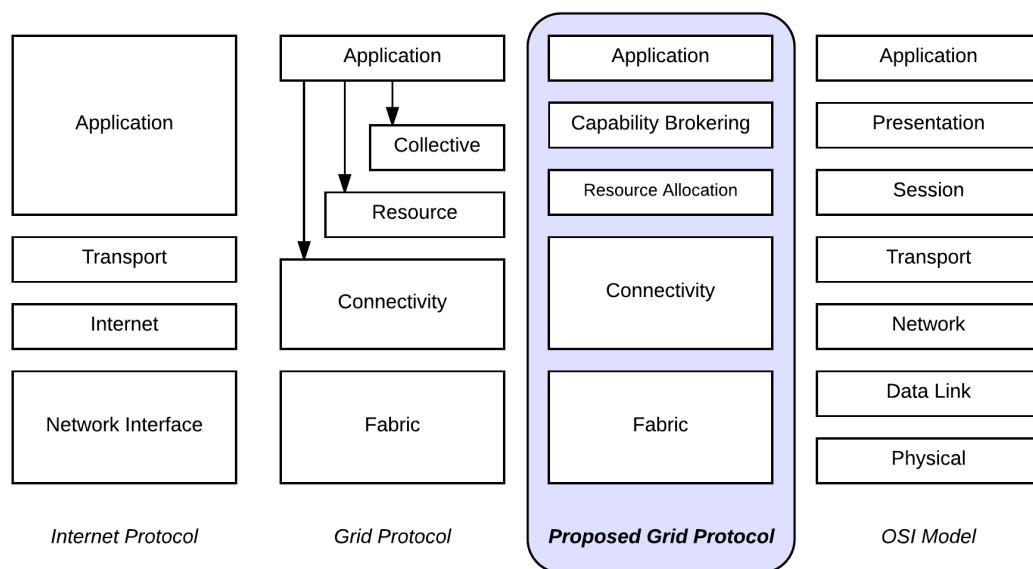 Application
Transport
Internet
Network Interface
Internet Protocol
Application
Collective
Resource
Connectivity
Fabric
Grid Protocol
Application
Capability Brokering
Resource Allocation
Connectivity
Fabric
Proposed Grid Protocol
Application
Presentation
Session
Transport
Network
Data Link
Physical
OSI Model